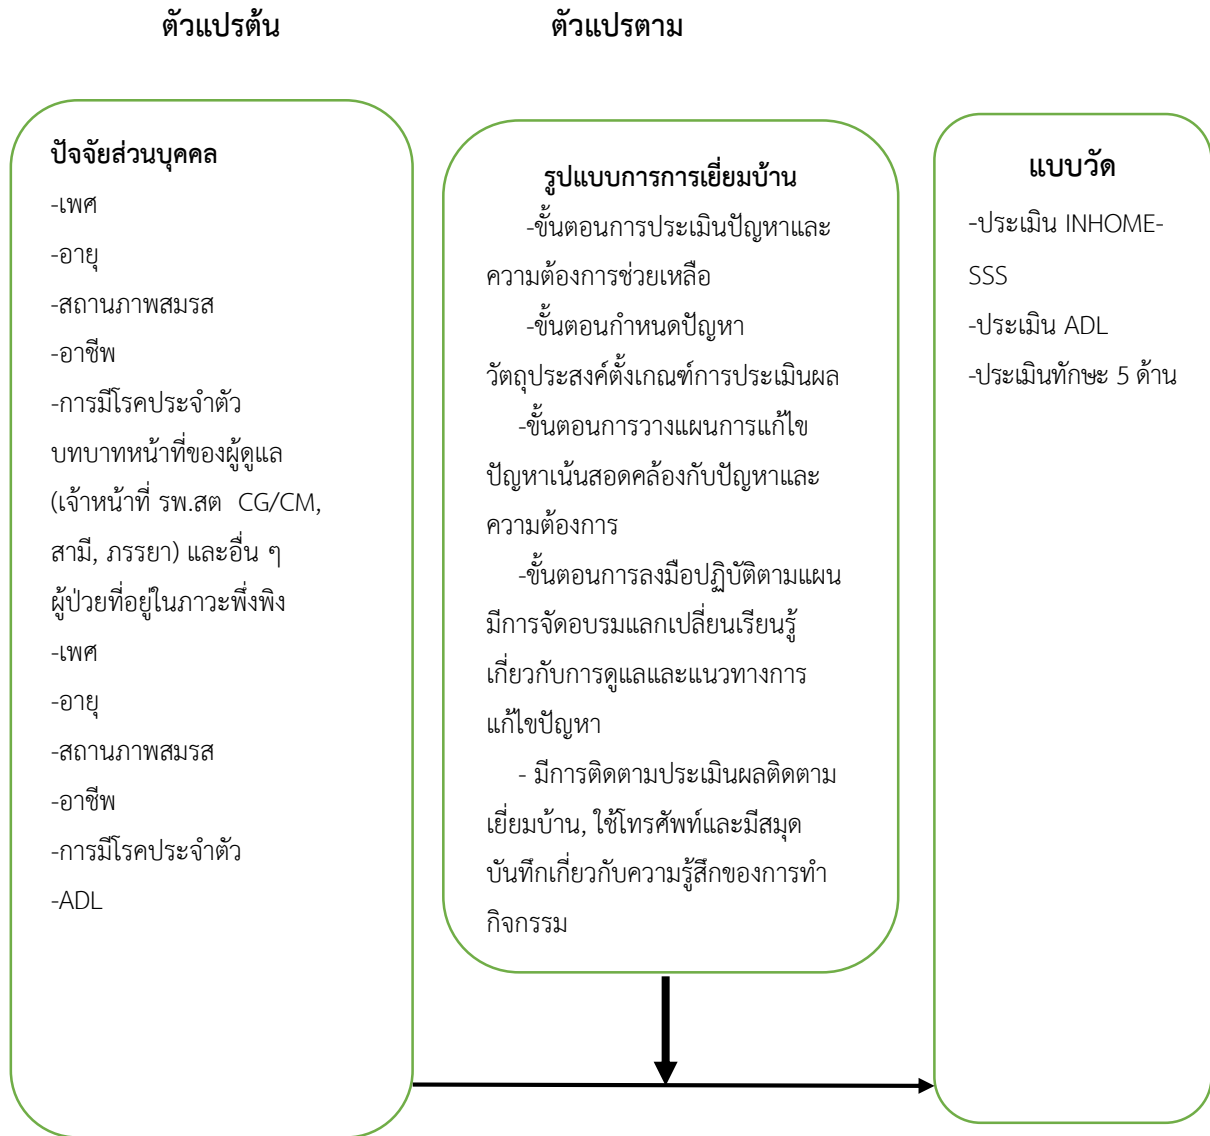 ตัวแปรต้น
ตัวแปรตาม
ปัจจัยส่วนบุคคล
-เพศ
-อายุ
-สถานภาพสมรส
-อาชีพ
-การมีโรคประจำตัว
บทบาทหน้าที่ของผู้ดูแล
(เจ้าหน้าที่ รพ.สต CG/CM,
สามี, ภรรยา) และอื่น ๆ
ผู้ป่วยที่อยู่ในภาวะพึ่งพิง
-เพศ
-อายุ
-สถานภาพสมรส
-อาชีพ
-การมีโรคประจำตัว
-ADL
รูปแบบการการเยี่ยมบ้าน
-ขั้นตอนการประเมินปัญหาและ
ความต้องการช่วยเหลือ
-ขั้นตอนกำหนดปัญหา
วัตถุประสงค์ตั้งเกณฑ์การประเมินผล
-ขั้นตอนการวางแผนการแก้ไข
ปัญหาเน้นสอดคล้องกับปัญหาและ
ความต้องการ
-ขั้นตอนการลงมือปฏิบัติตามแผน
มีการจัดอบรมแลกเปลี่ยนเรียนรู้
เกี่ยวกับการดูแลและแนวทางการ
แก้ไขปัญหา
- มีการติดตามประเมินผลติดตาม
เยี่ยมบ้าน, ใช้โทรศัพท์และมีสมุด
บันทึกเกี่ยวกับความรู้สึกของการทำ
กิจกรรม
แบบวัด
-ประเมิน INHOME-
SSS
-ประเมิน ADL
-ประเมินทักษะ 5 ด้าน